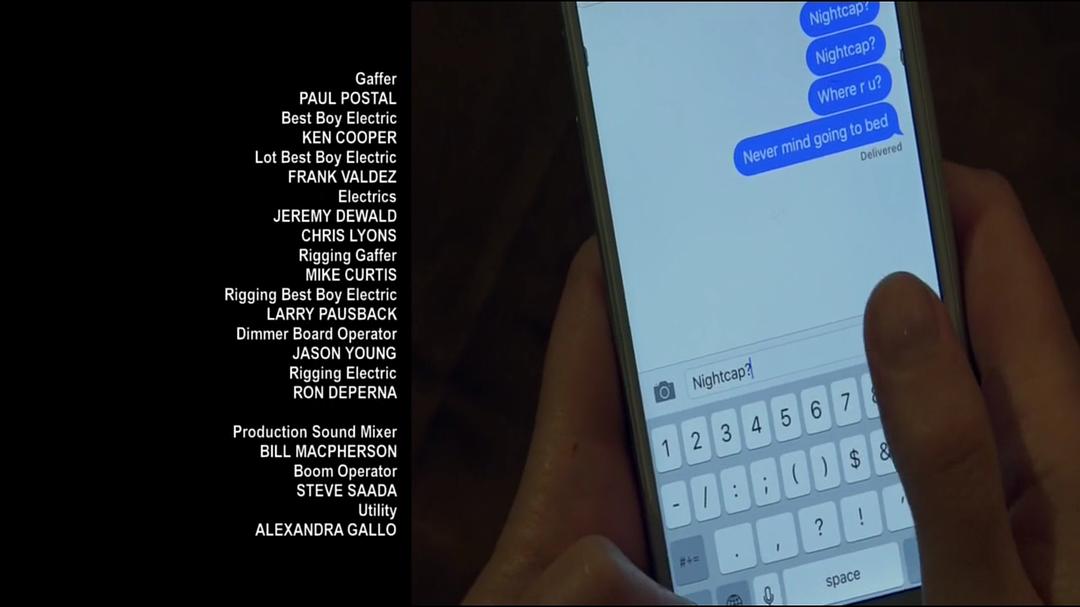 Gaffer
PAUL POSTAL
Best Boy Electric
KEN COOPER
Lot Best Boy Electric
FRANK VALDEZ
Electrics
JEREMY DEWALD
CHRIS LYONS
Rigging Gaffer
MIKE CURTIS
Rigging Best Boy Electric
LARRY PAUSBACK
Dimmer Board Operator
JASON YOUNG
Rigging Electric
RON DEPERNA
Production Sound Mixer
BILL MACPHERSON
Boom Operator
STEVE SAADA
Utility
ALEXANDRA GALLO
Nightcap?
Nightcap?
Where r u?
Never mind going to bed
Delivered
Nightcap?
1 2 3 4 5 6 7
- / : ; ( ) $ &
#+= . , ? ! '
space